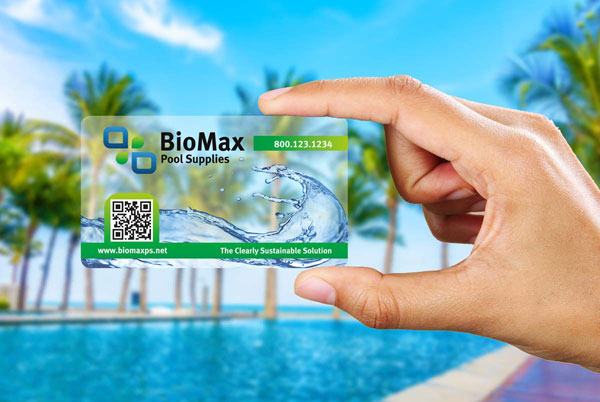 BioMax
Pool Supplies
800.123.1234
www.biomaxps.net
The Clearly Sustainable Solution